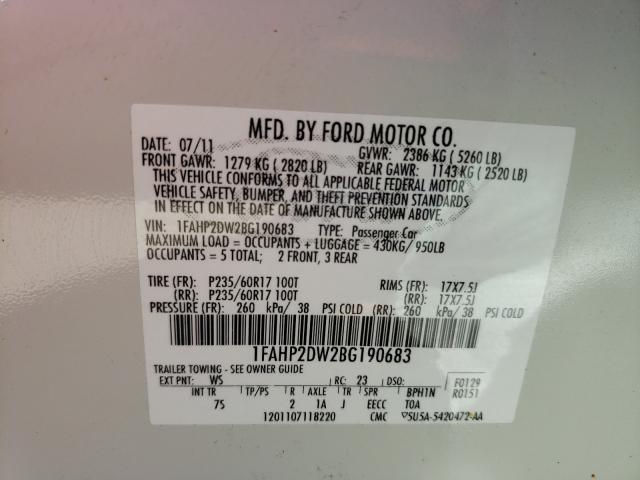 MFD. BY FORD MOTOR CO.
DATE: 07/11 GVWR: 2386 KG ( 5260 LB)
FRONT GAWR: 1279 KG ( 2820 LB) REAR GAWR: 1143 KG ( 2520 LB)
THIS VEHICLE CONFORMS TO ALL APPLICABLE FEDERAL MOTOR
VEHICLE SAFETY, BUMPER, AND THEFT PREVENTION STANDARDS
IN EFFECT ON THE DATE OF MANUFACTURE SHOWN ABOVE.
VIN: 1FAHP2DW2BG190683 TYPE: Passenger Car
MAXIMUM LOAD = OCCUPANTS + LUGGAGE = 430KG/ 950LB
OCCUPANTS = 5 TOTAL; 2 FRONT, 3 REAR
TIRE (FR): P235/60R17 100T RIMS (FR): 17X7.5J
(RR): P235/60R17 100T (RR): 17X7.5J
PRESSURE (FR): 260 kPa/ 38 PSI COLD (RR): 260 kPa/ 38 PSI COLD
1FAHP2DW2BG190683
TRAILER TOWING - SEE OWNER GUIDE
EXT PNT: WS RC: 23 DSO: F0129
INT TR TP/PS R AXLE TR SPR BPH1N R0151
7S 2 1A J EECC T0A
1201107118220 CMC 5U5A-5420472-AA